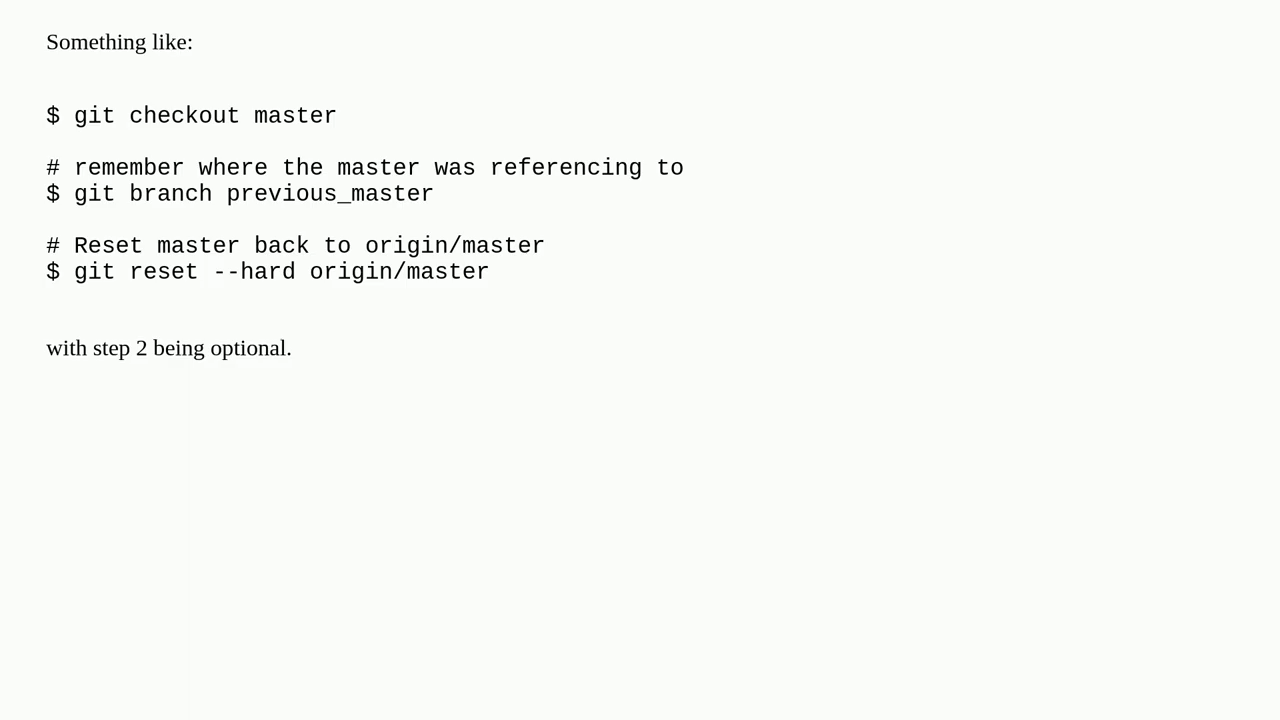 Something like:
$ git checkout master
# remember where the master was referencing to
$ git branch previous_master
# Reset master back to origin/master
$ git reset --hard origin/master
with step 2 being optional.